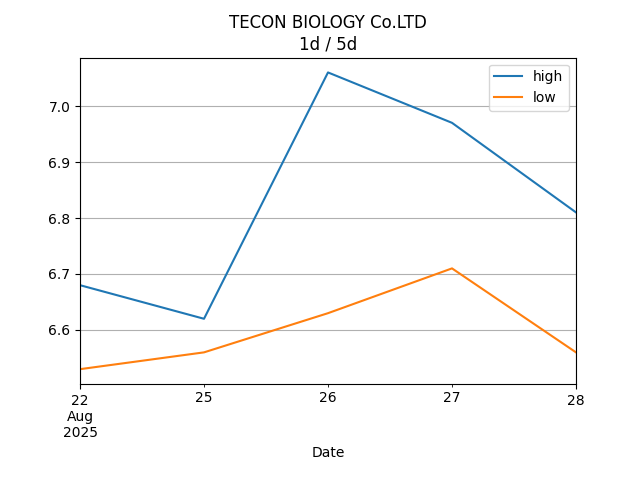 TECON BIOLOGY Co.LTD
1d / 5d
high
low
7.0
6.9
6.8
6.7
6.6
22 25 26 27 28
Aug
2025
Date